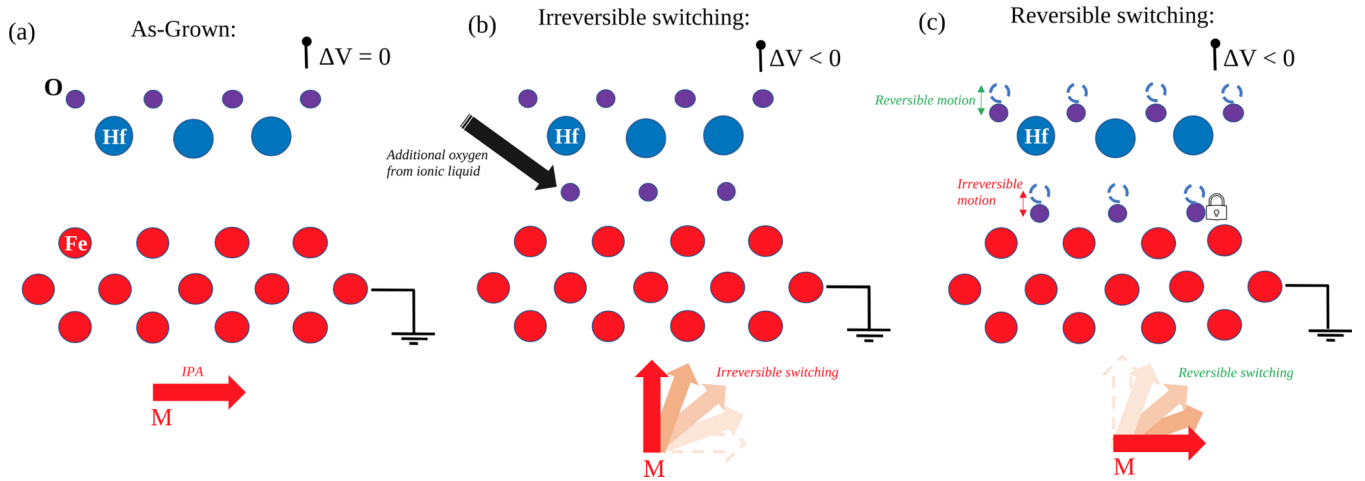 (a)
As-Grown:
ΔV = 0
O
Hf
Fe
IPA
M
(b)
Irreversible switching:
ΔV < 0
Hf
Additional oxygen
from ionic liquid
Irreversible switching
M
(c)
Reversible switching:
ΔV < 0
Reversible motion
Hf
Irreversible
motion
Reversible switching
M